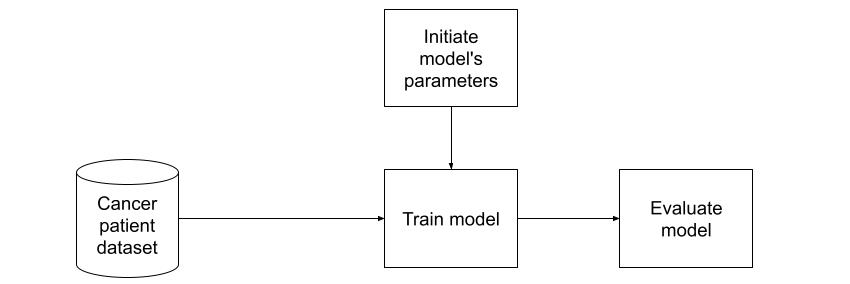 Initiate
model's
parameters
Cancer
patient
dataset
Train model
Evaluate
model